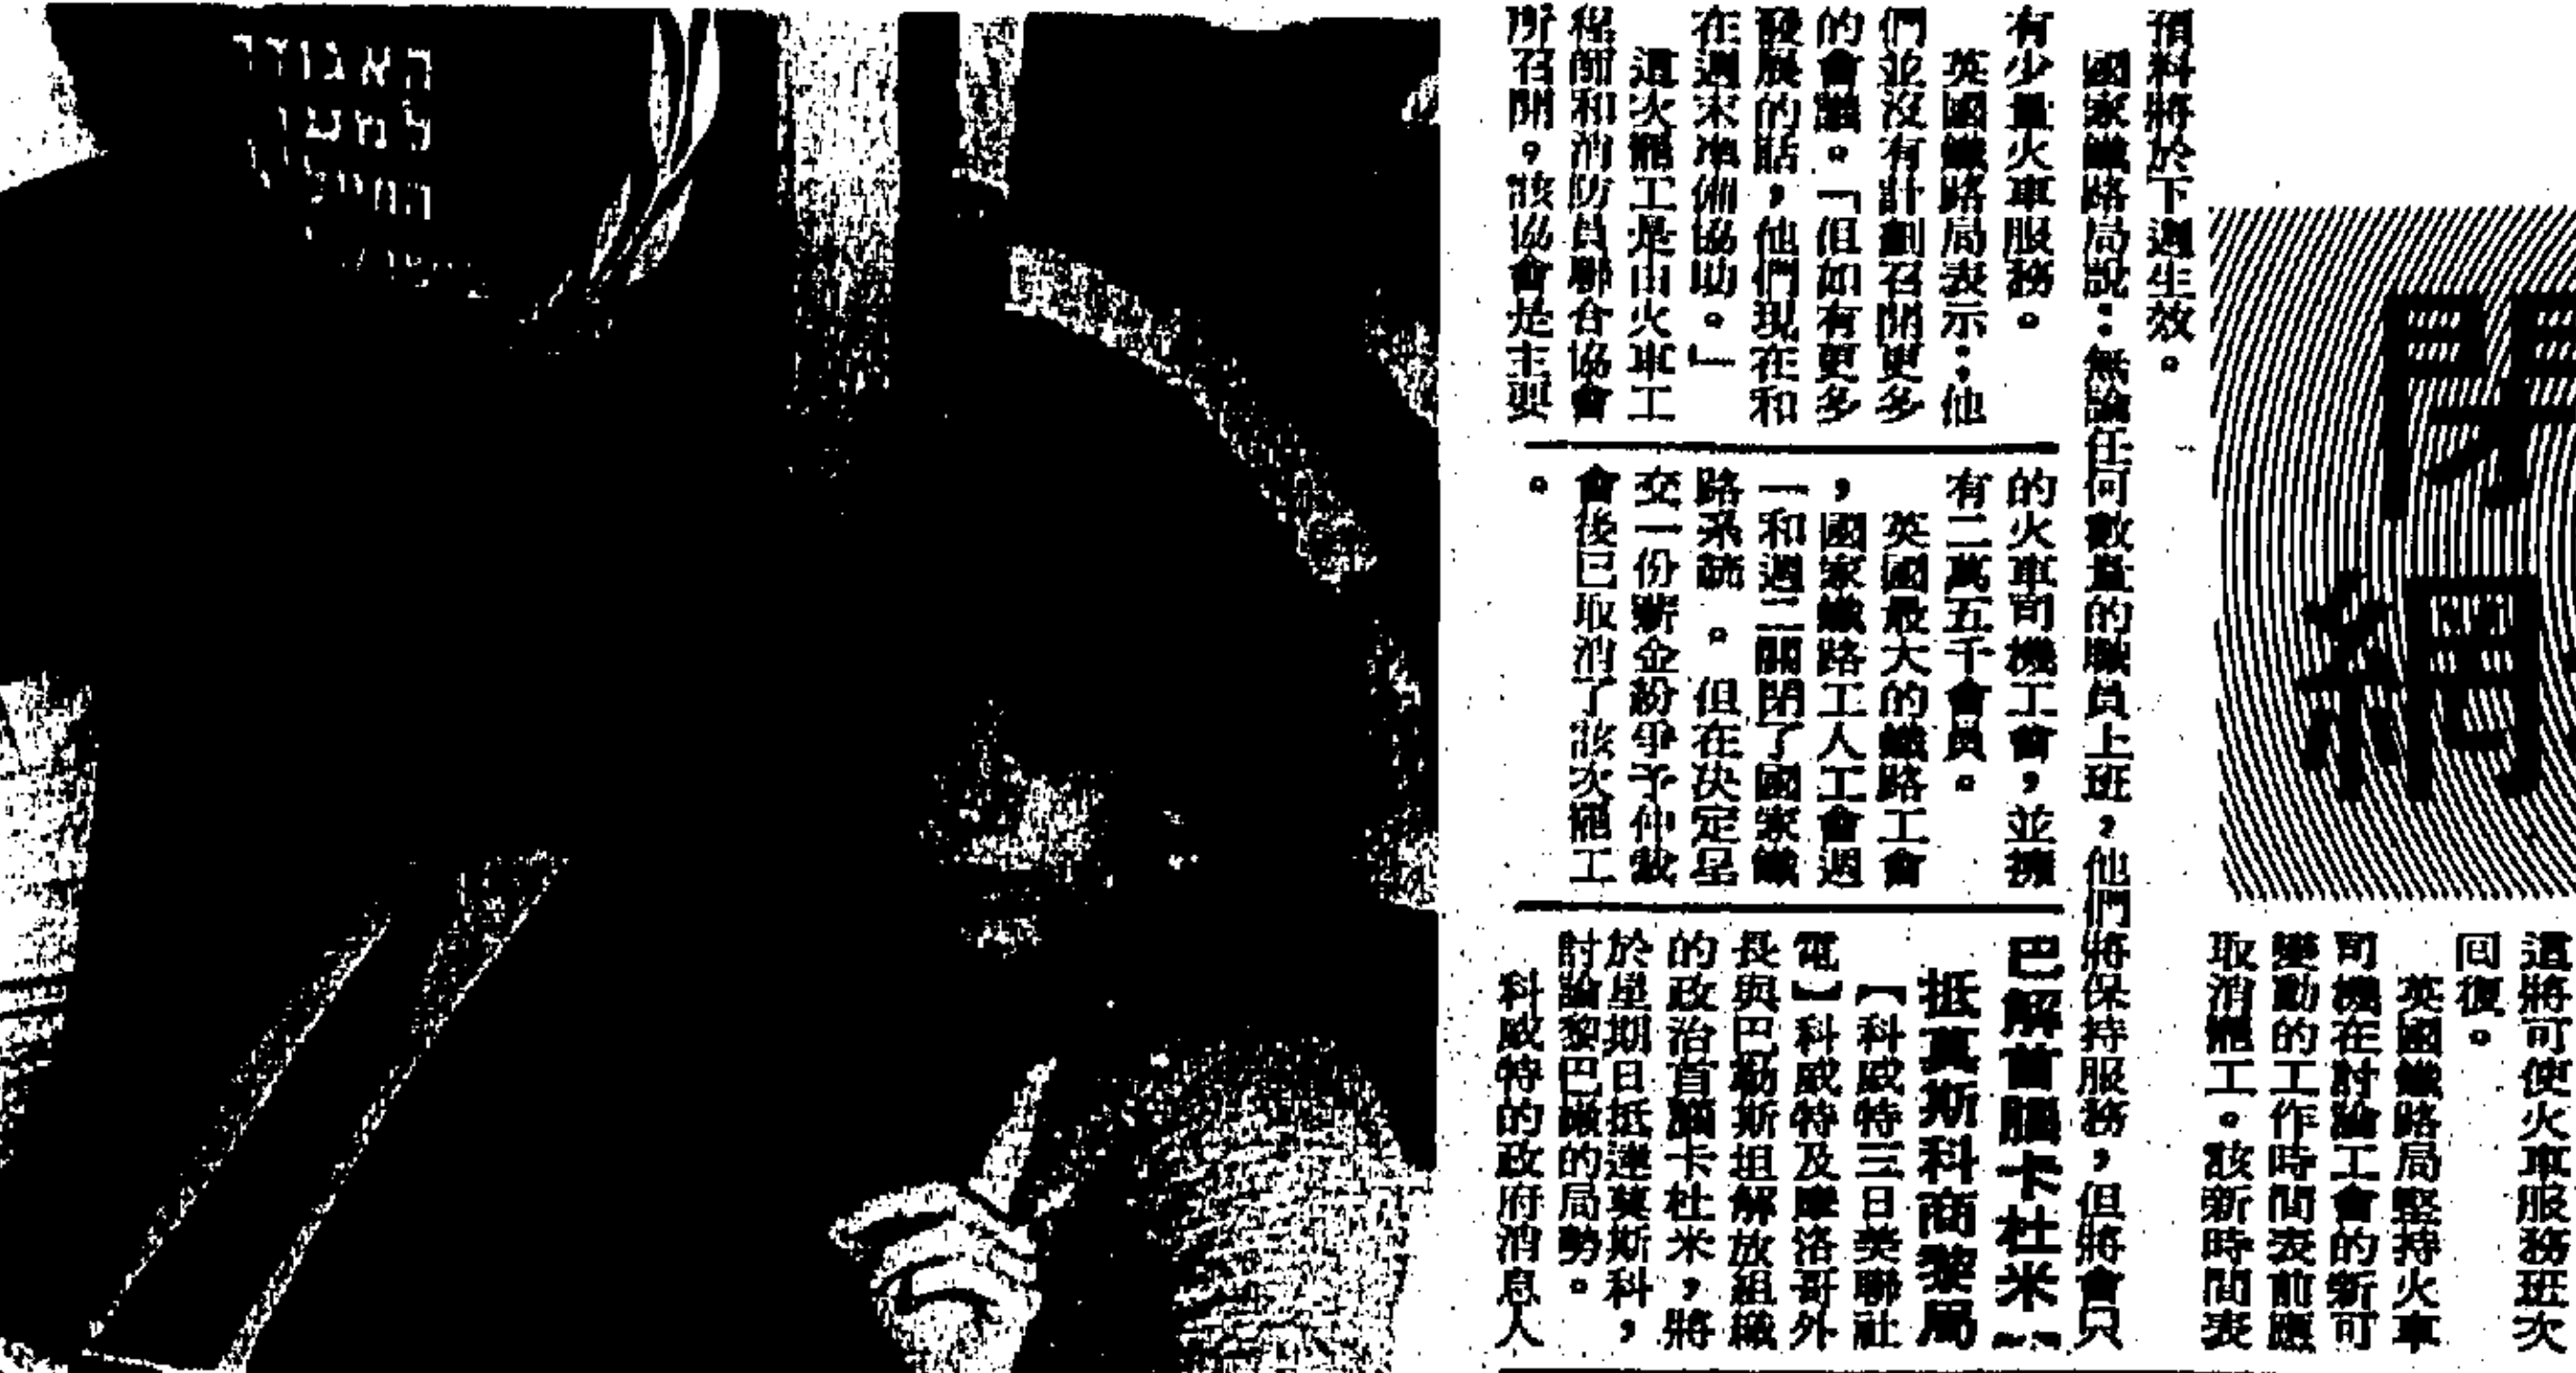 閉
網
這將可使火車服務班次
回復。
英國鐵路局堅持火車
司機在討論工會的新可
變動的工作時間表前應
取消罷工。該新時間表
預料將於下週生效。
國家鐵路局說:無論任何數量的職員上班,他們將保持服務,但將會只
有少量火車服務。
英國鐵路局表示:他
們並沒有計劃召開更多
的會議。「但如有更多
發展的話,他們現在和
在週末準備協助。」
這次罷工是由火車工
程師和消防員聯合協會
所召開。該協會是主要
的火車司機工會,並擁
有二萬五千會員。
英國最大的鐵路工會
,國家鐵路工人工會週
一和週二關閉了國家鐵
路系統。但在決定呈
交一份薪金紛爭予仲裁
會後已取消了該次罷工
。
巴解首腦卡杜米
抵莫斯科商黎局
【科威特三日美聯社
電】科威特及摩洛哥外
長與巴勒斯坦解放組織
的政治首腦卡杜米,將
於星期日抵達莫斯科,
討論黎巴嫩的局勢。
科威特的政府消息人